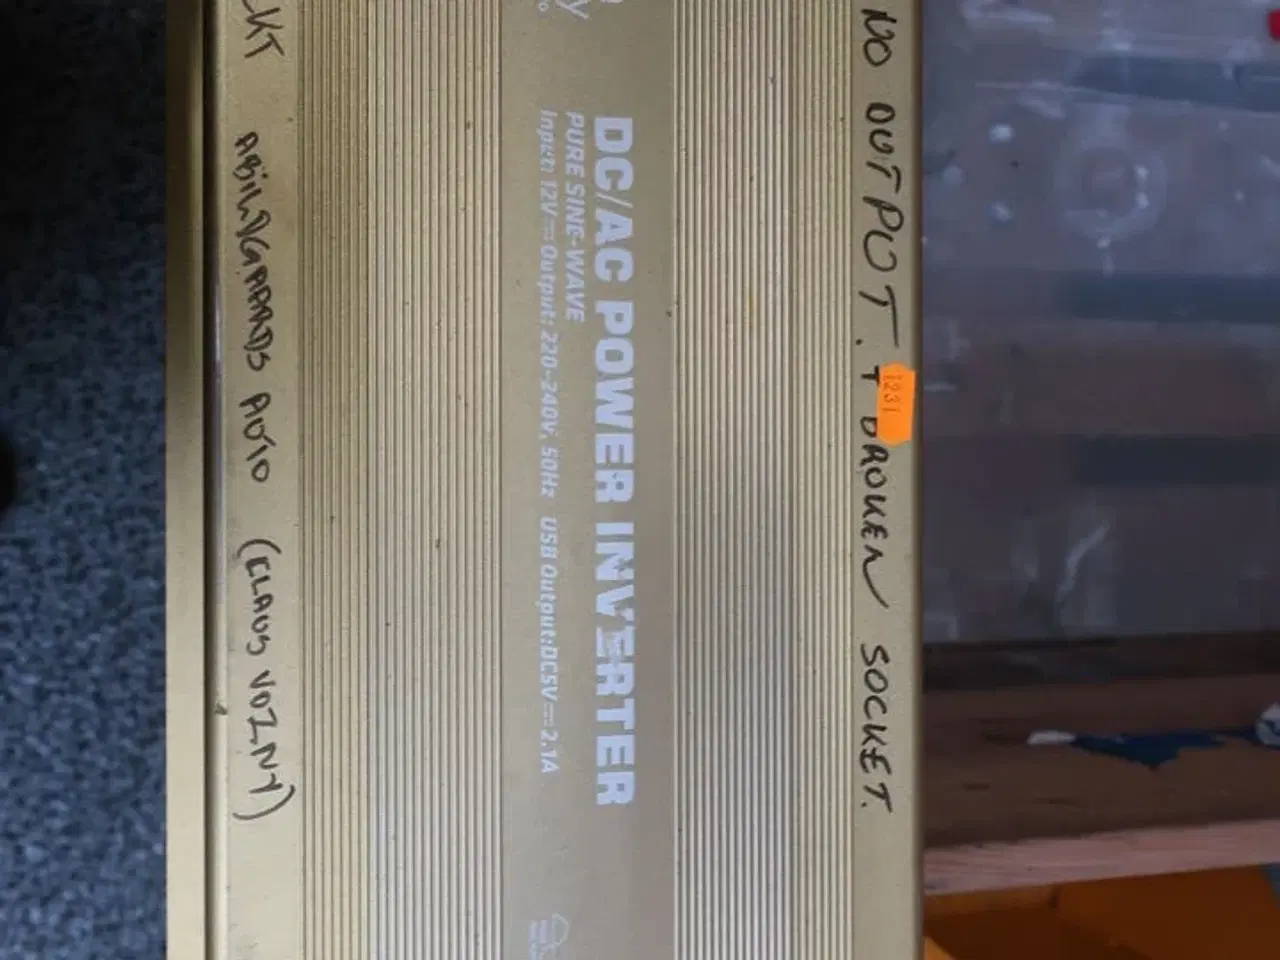 NO OUTPUT. + BROKEN SOCKET.
1231
DC/AC POWER INVERTER
PURE SINE-WAVE
Input: 12V⎓ Output: 220-240V, 50Hz USB Output:DC5V⎓2.1A
ABILDGAARDS AUTO (CLAUS VOZNY)